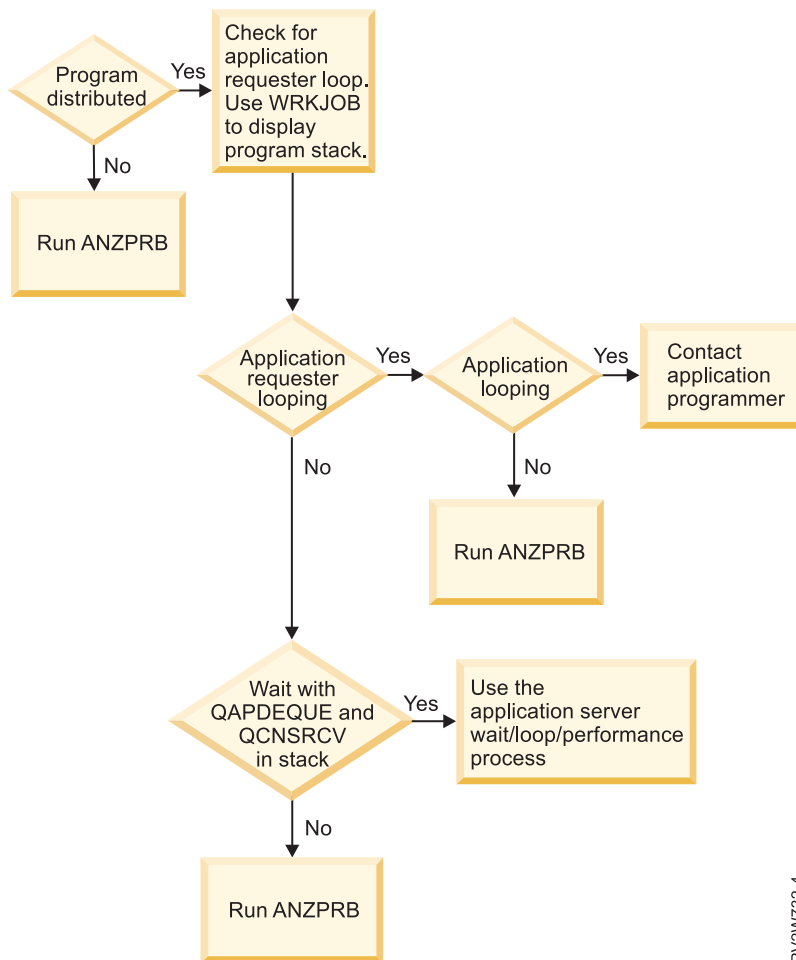 Program
distributed
Yes
Check for
application
requester loop.
Use WRKJOB
to display
program stack.
No
Run ANZPRB
Application
requester
looping
Yes
Application
looping
Yes
Contact
application
programmer
No
No
Run ANZPRB
Wait with
QAPDEQUE and
QCNSRCV
in stack
Yes
Use the
application server
wait/loop/performance
process
No
Run ANZPRB